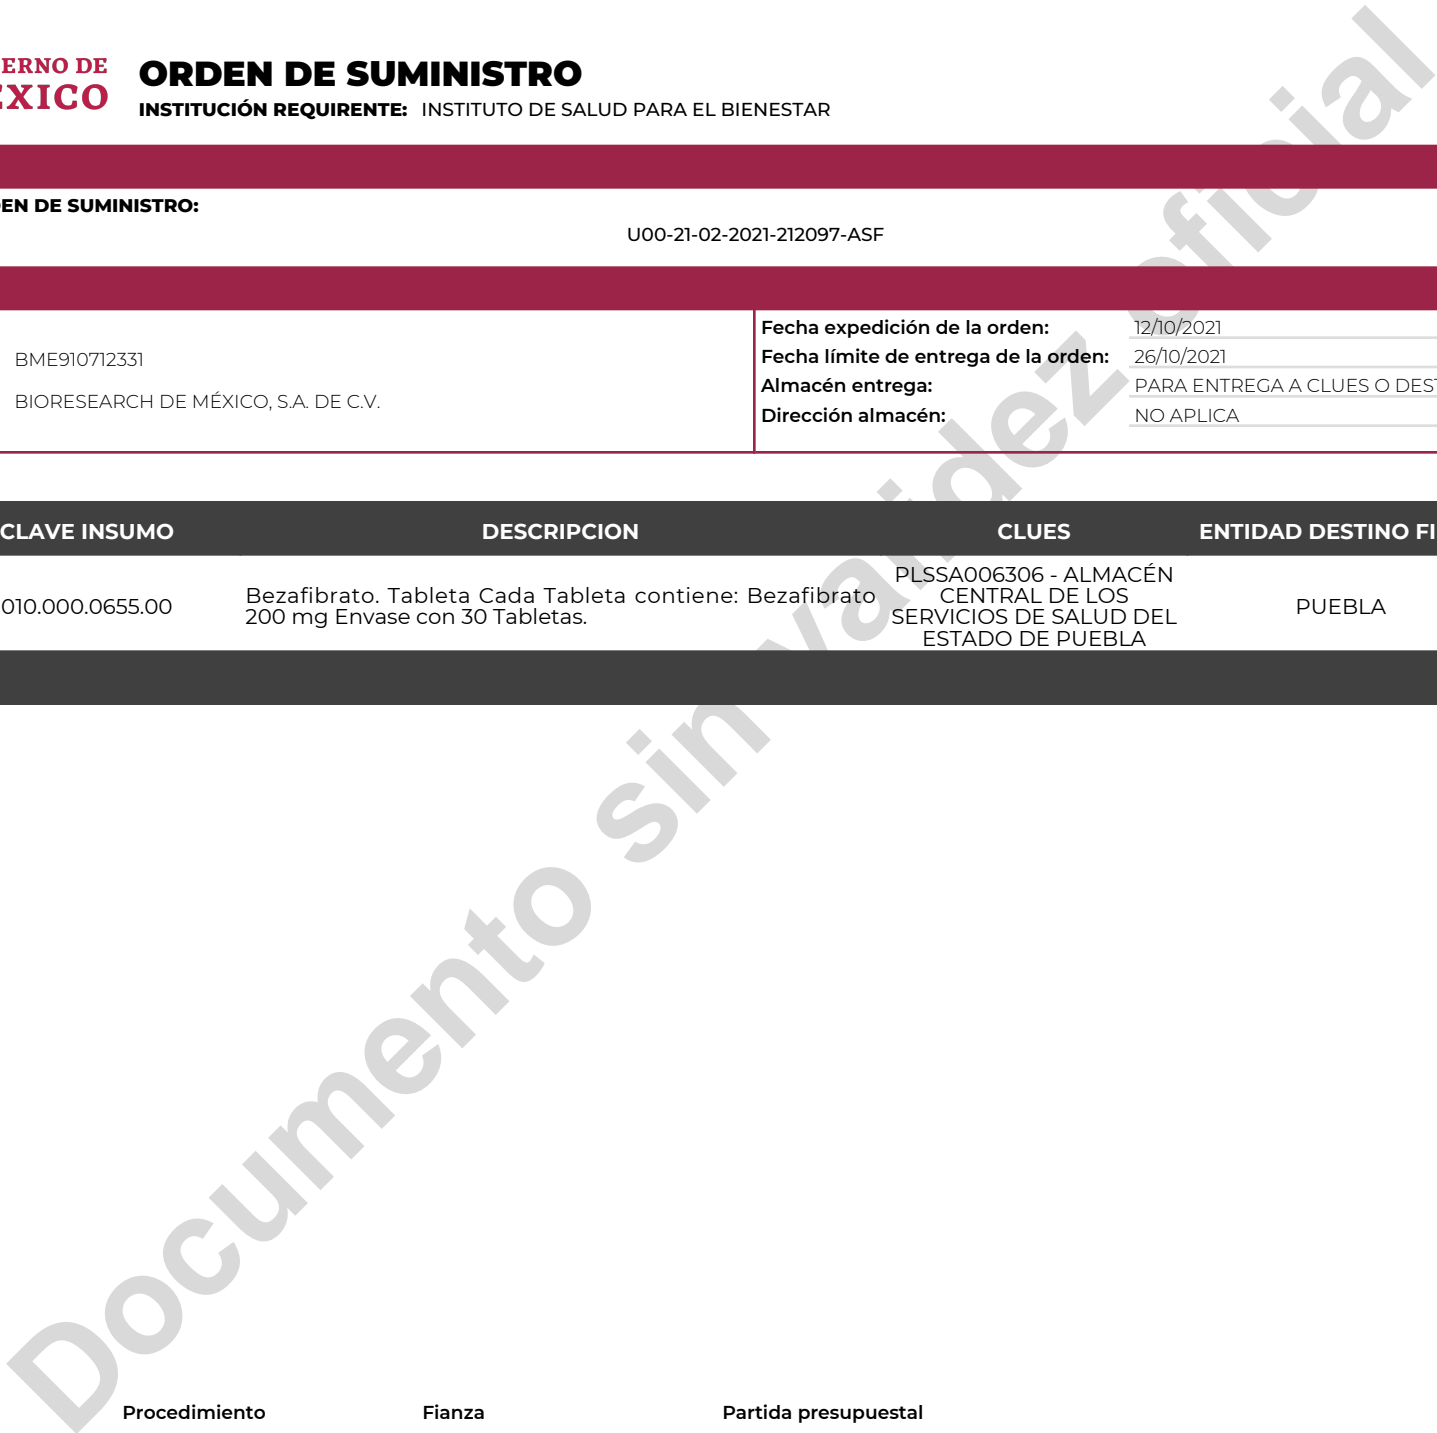 ERNO DE
ÉXICO
ORDEN DE SUMINISTRO
INSTITUCIÓN REQUIRENTE: INSTITUTO DE SALUD PARA EL BIENESTAR
EN DE SUMINISTRO:
U00-21-02-2021-212097-ASF
BME910712331
BIORESEARCH DE MÉXICO, S.A. DE C.V.
Fecha expedición de la orden: 12/10/2021
Fecha límite de entrega de la orden: 26/10/2021
Almacén entrega: PARA ENTREGA A CLUES O DEST
Dirección almacén: NO APLICA
CLAVE INSUMO DESCRIPCION CLUES ENTIDAD DESTINO FI
010.000.0655.00
Bezafibrato. Tableta Cada Tableta contiene: Bezafibrato
200 mg Envase con 30 Tabletas.
PLSSA006306 - ALMACÉN
CENTRAL DE LOS
SERVICIOS DE SALUD DEL
ESTADO DE PUEBLA
PUEBLA
Documento sin validez oficial
Procedimiento Fianza Partida presupuestal